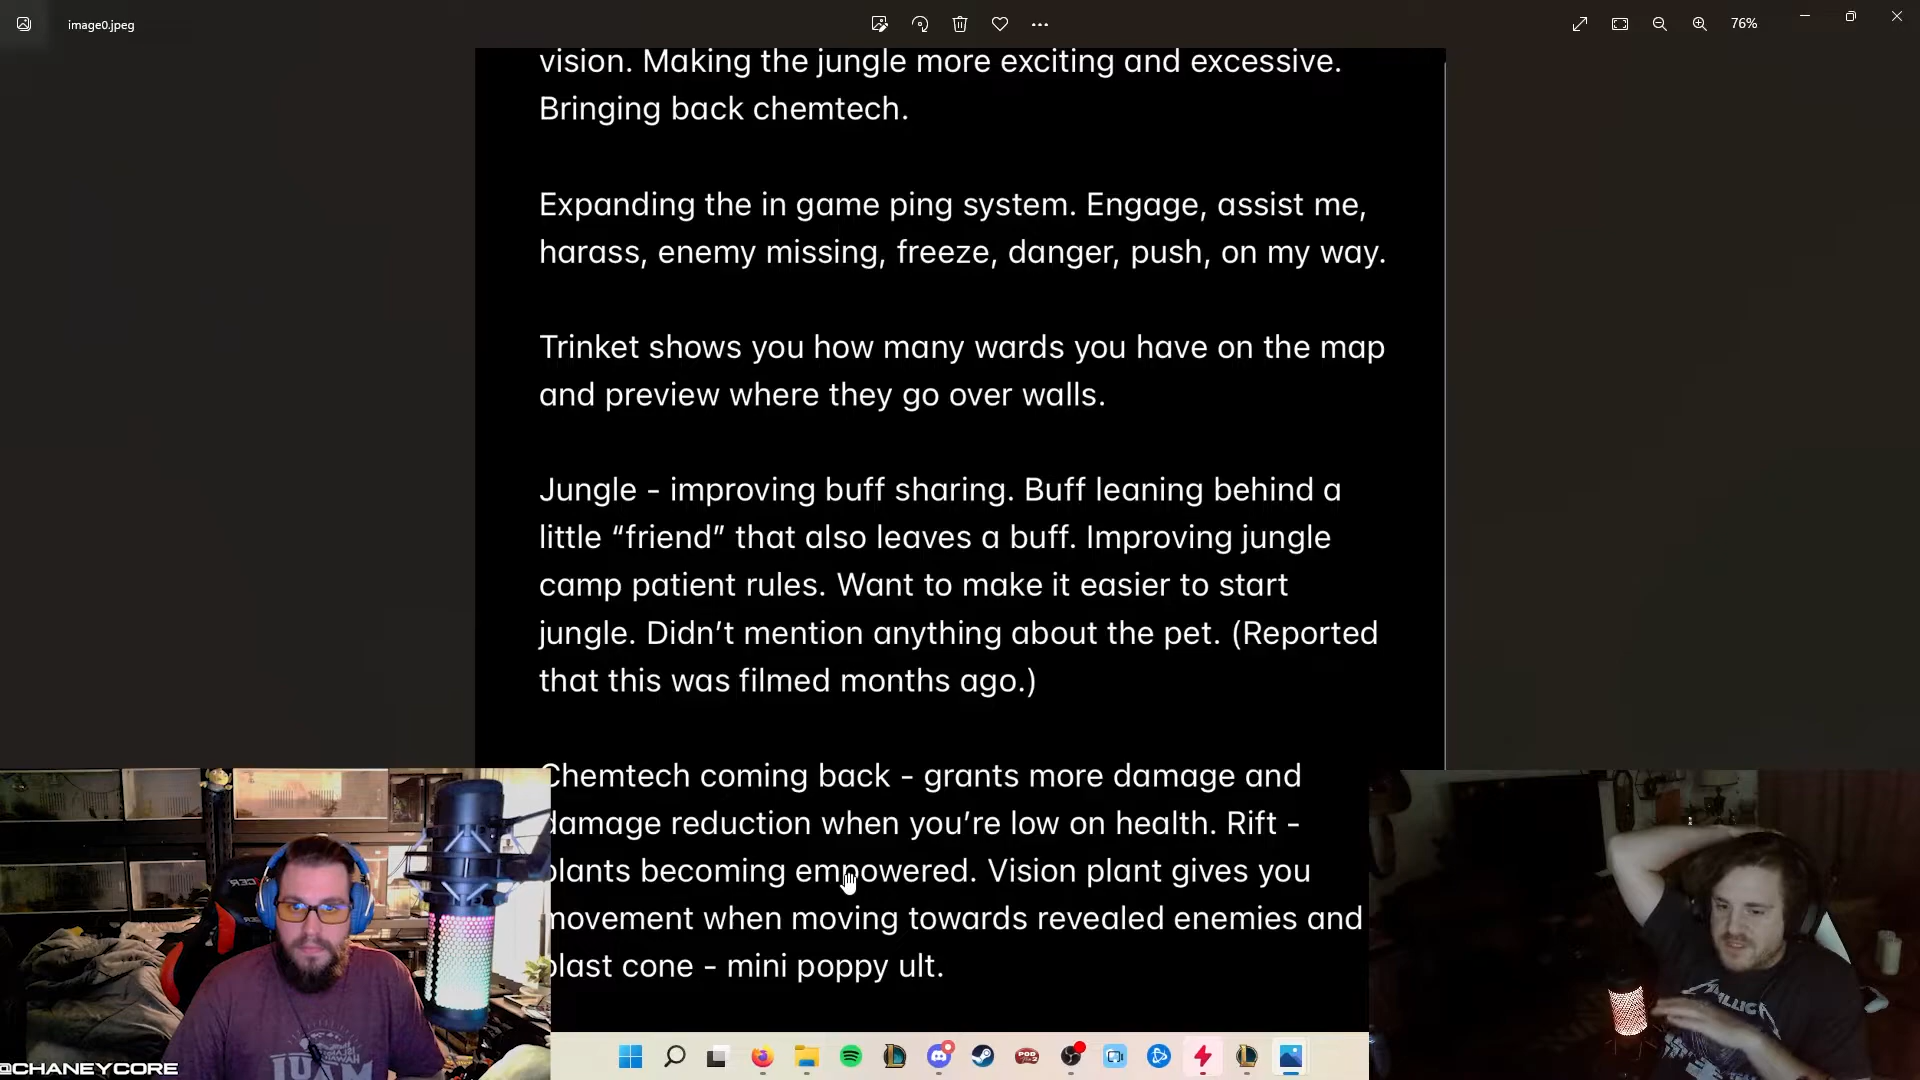 image0.jpeg
76%
vision. Making the jungle more exciting and excessive.
Bringing back chemtech.
Expanding the in game ping system. Engage, assist me,
harass, enemy missing, freeze, danger, push, on my way.
Trinket shows you how many wards you have on the map
and preview where they go over walls.
Jungle - improving buff sharing. Buff leaning behind a
little “friend” that also leaves a buff. Improving jungle
camp patient rules. Want to make it easier to start
jungle. Didn’t mention anything about the pet. (Reported
that this was filmed months ago.)
Chemtech coming back - grants more damage and
damage reduction when you’re low on health. Rift -
plants becoming empowered. Vision plant gives you
movement when moving towards revealed enemies and
blast cone - mini poppy ult.
METALLICA
@CHANEYCORE